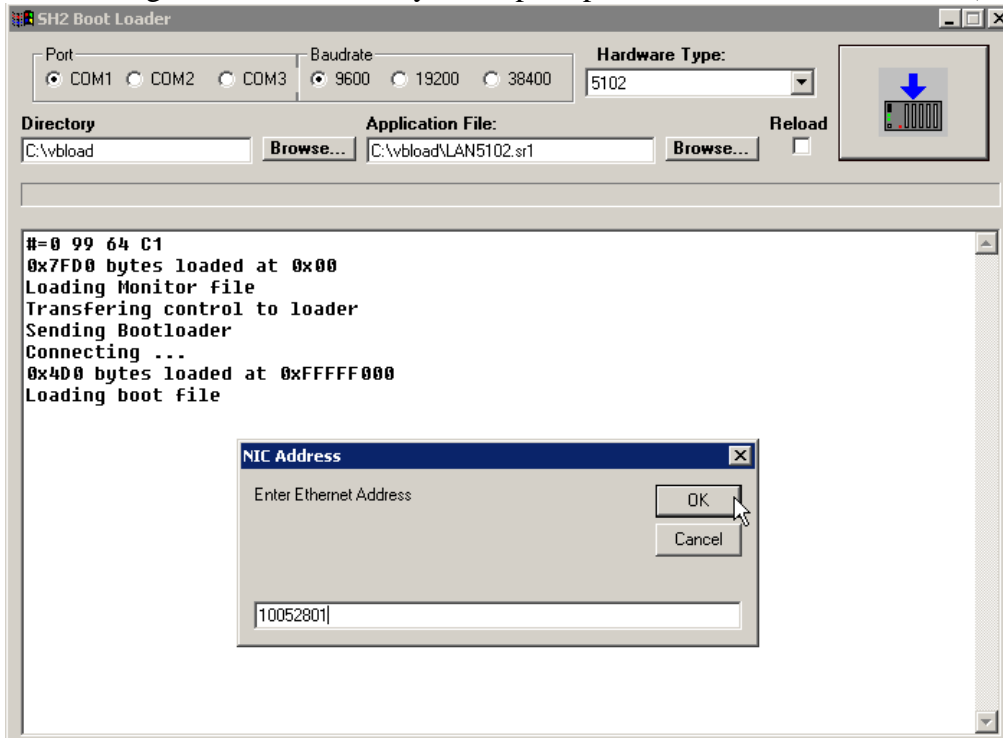 SH2 Boot Loader
Port
Baudrate
Hardware Type:
COM1 COM2 COM3 9600 19200 38400
5102
Directory Application File: Reload
C:\vbload Browse... C:\vbload\LAN5102.sr1 Browse...
#=0 99 64 C1
0x7FD0 bytes loaded at 0x00
Loading Monitor file
Transfering control to loader
Sending Bootloader
Connecting ...
0x4D0 bytes loaded at 0xFFFFF000
Loading boot file
NIC Address
Enter Ethernet Address
OK
Cancel
10052801